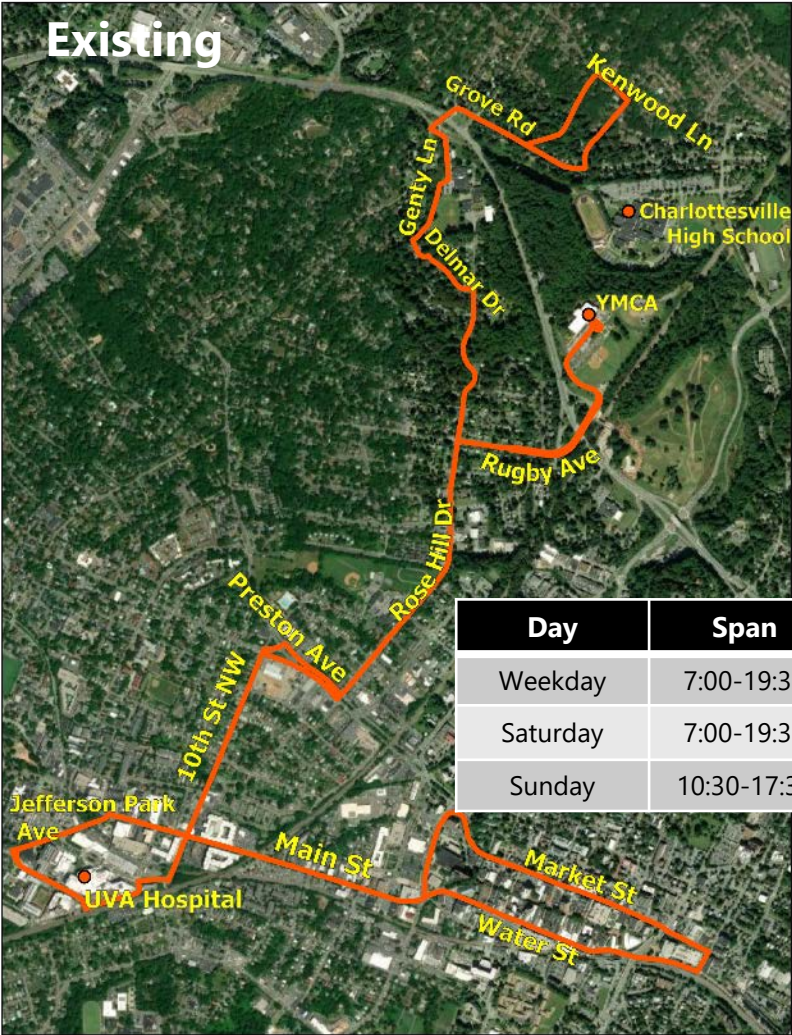 Existing
Kenwood Ln
Grove Rd
Genty Ln
Charlottesville
High School
Delmar Dr
YMCA
Rugby Ave
Rose Hill Dr
Preston Ave
Day Span
Weekday 7:00-19:3
Saturday 7:00-19:3
Sunday 10:30-17:3
10th St NW
Jefferson Park
Ave
Main St
Market St
UVA Hospital
Water St